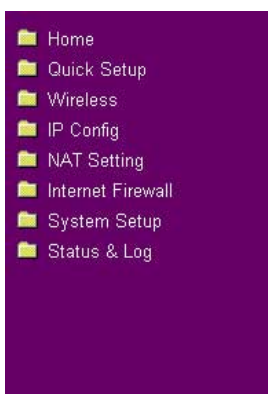 Home
Quick Setup
Wireless
IP Config
NAT Setting
Internet Firewall
System Setup
Status & Log